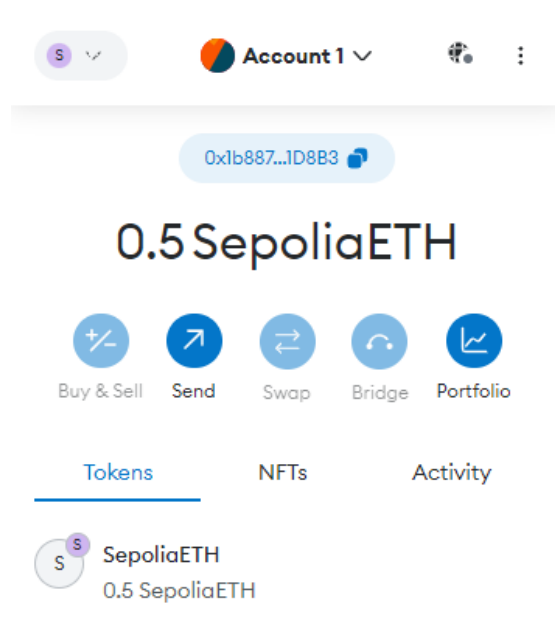 S Account 1
0x1b887...1D8B3
0.5 SepoliaETH
Buy & Sell Send Swap Bridge Portfolio
Tokens NFTs Activity
S S SepoliaETH
0.5 SepoliaETH